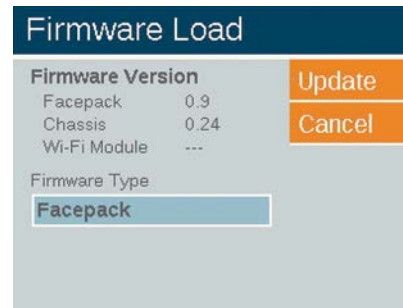 Firmware Load
Firmware Version
Facepack 0.9
Chassis 0.24
Wi-Fi Module ---
Firmware Type
Facepack
Update
Cancel